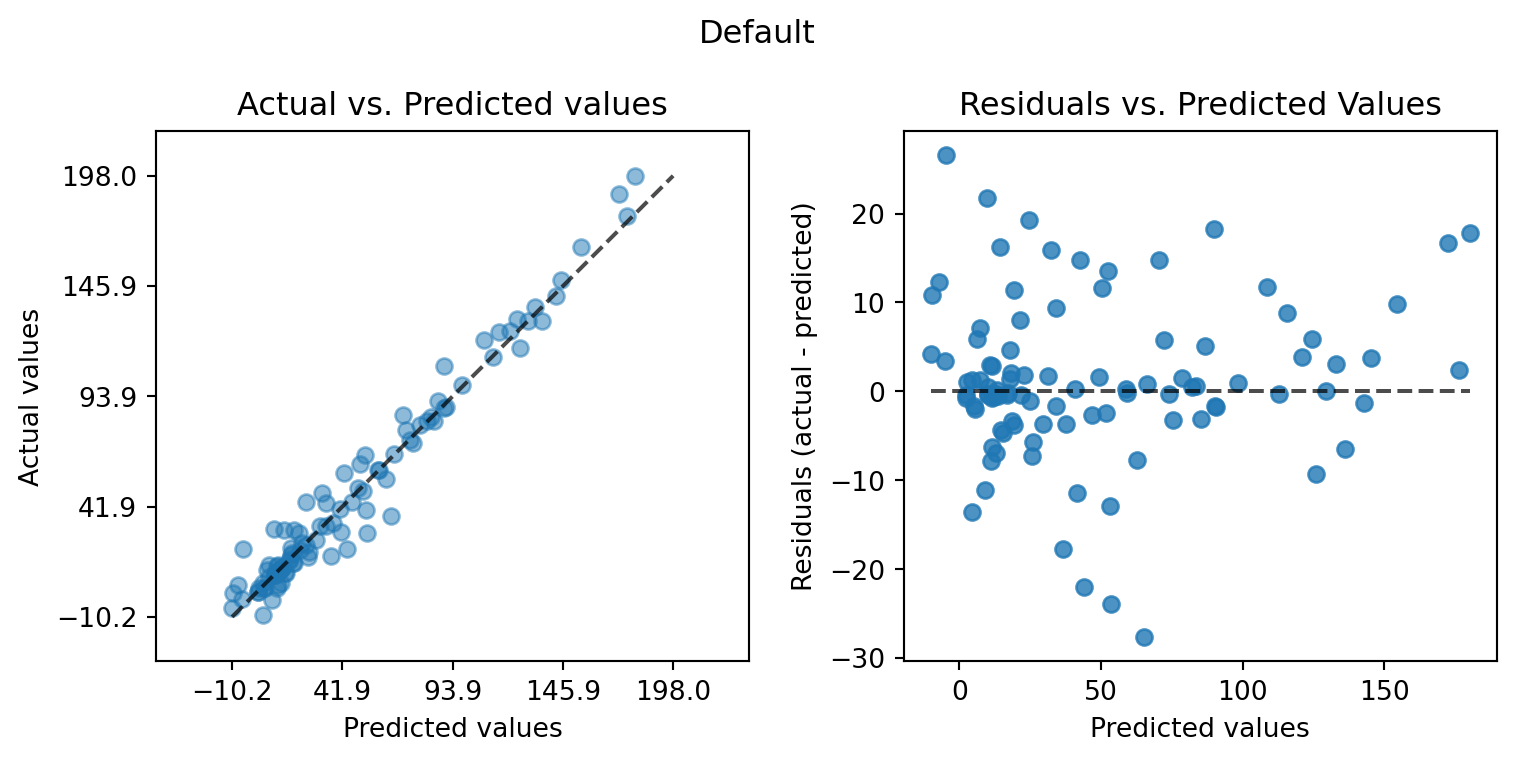 Default
Actual vs. Predicted values
Actual values
198.0
145.9
93.9
41.9
−10.2
−10.2 41.9 93.9 145.9 198.0
Predicted values
Residuals vs. Predicted Values
Residuals (actual - predicted)
20
10
0
−10
−20
−30
0 50 100 150
Predicted values